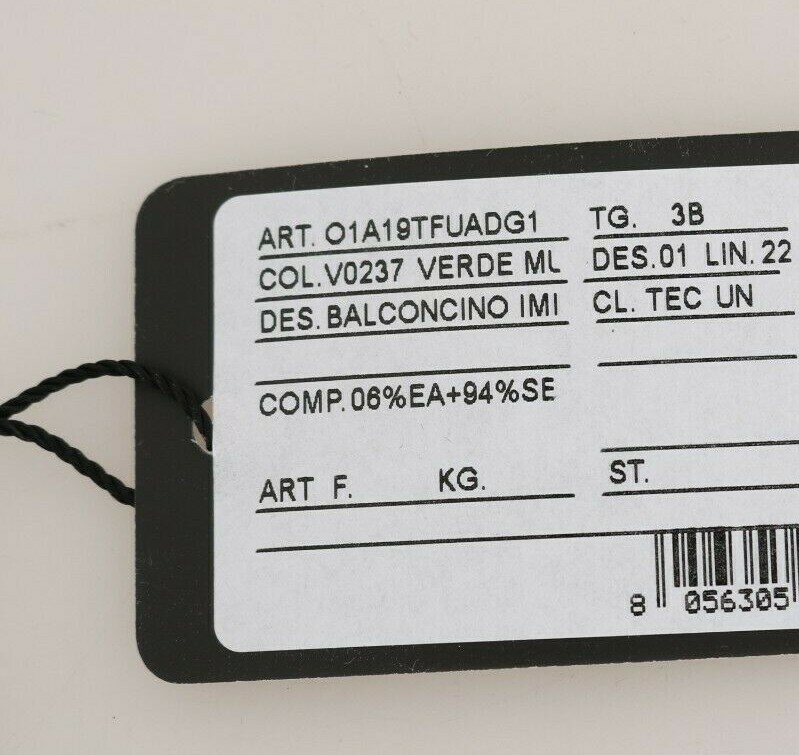 ART. O1A19TFUADG1 TG. 3B
COL.V0237 VERDE MU DES.01 LIN.22
DES.BALCONCINO IMI CL. TEC UN
COMP.06%EA+94%SE
ART F. KG. ST.
8 056305